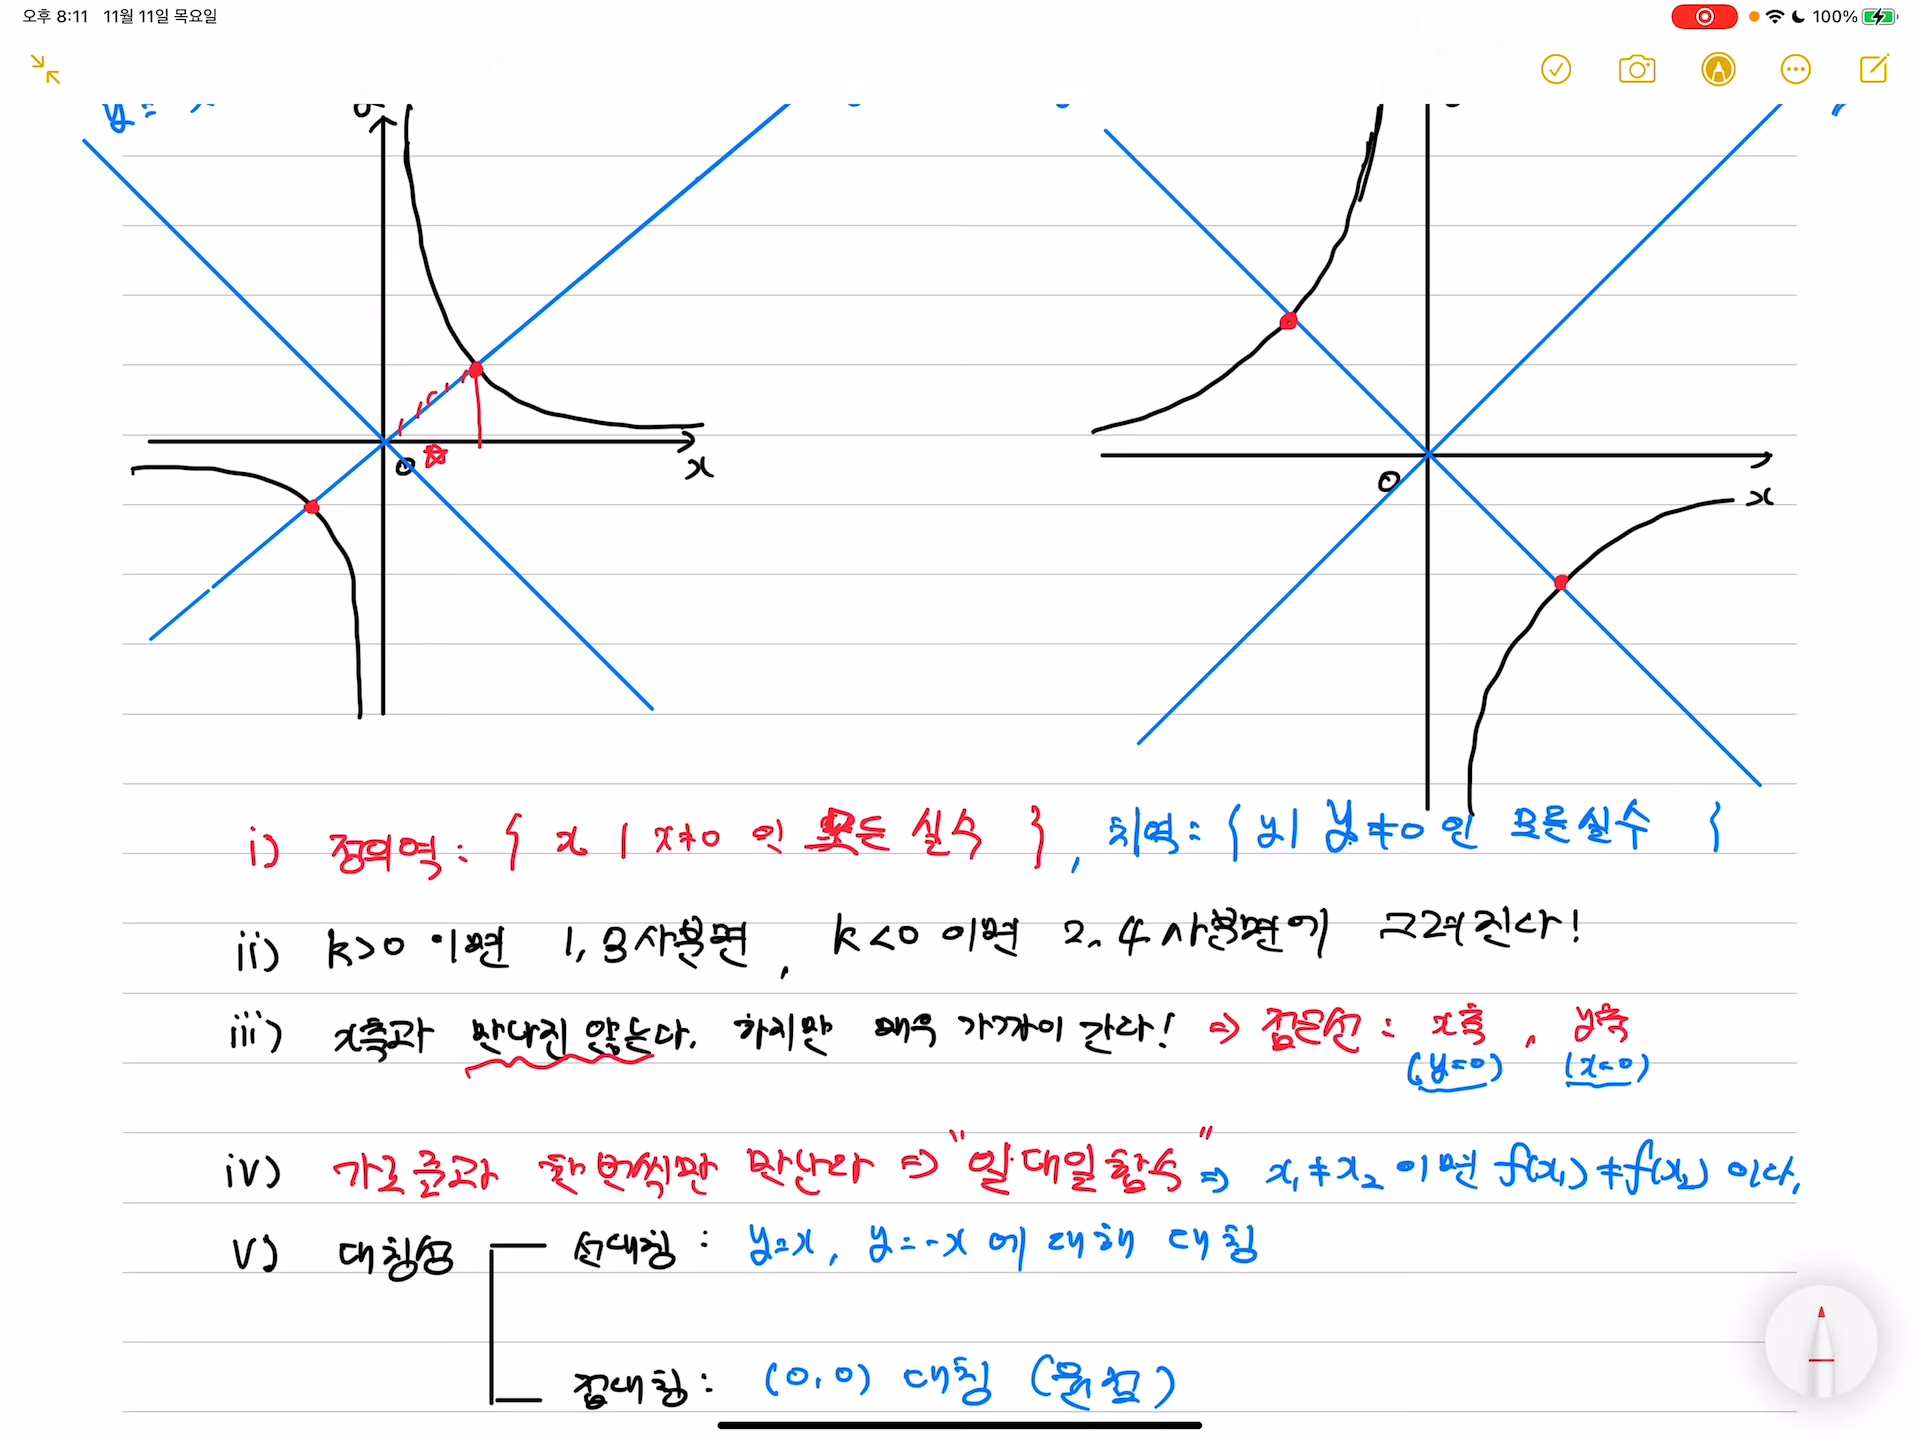 오후 8:11 11월 11일 목요일
100%
y = -x
x
O
x
O
i) 정의역 : { x | x≠0 인 모든 실수 } , 치역 : { y | y≠0 인 모든 실수 }
ii) k>0 이면 1, 3사분면 , k<0 이면 2, 4 사분면에 그려진다!
iii) x축과 만나진 않는다. 하지만 매우 가까이 간다! ⇒ 점근선 : x축 , y축
(y=0) (x=0)
iv) 가로줄과 한 번씩만 만난다 ⇒ "일대일함수" ⇒ x₁≠x₂ 이면 f(x₁)≠f(x₂) 이다.
v) 대칭성 선대칭 : y=x, y=-x 에 대해 대칭
점대칭 : (0,0) 대칭 (원점)